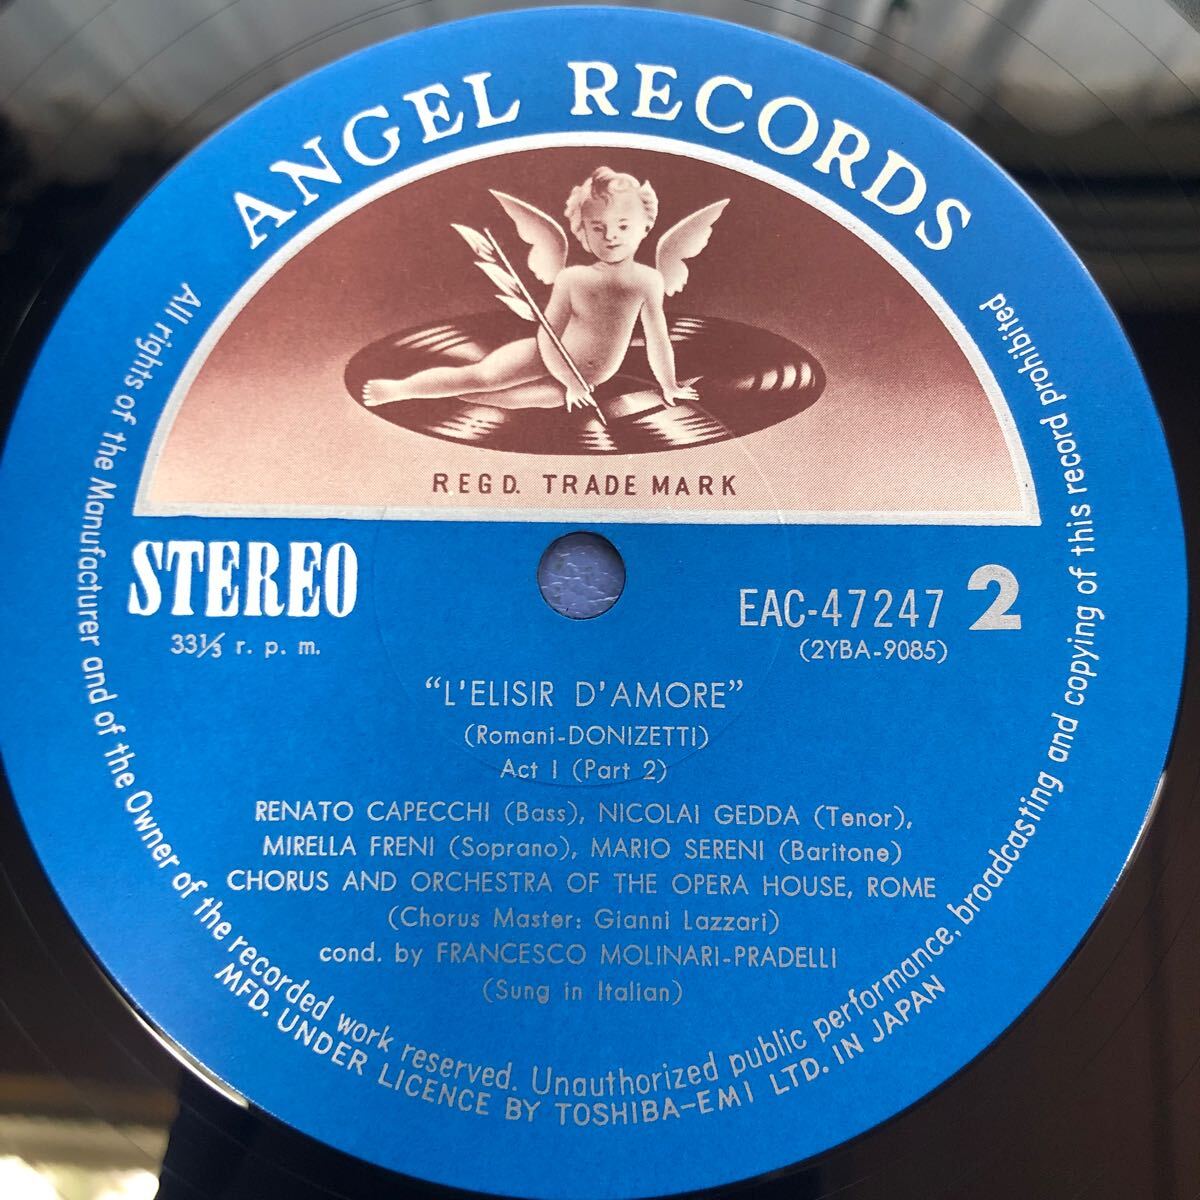 ANGEL RECORDS
REGD. TRADE MARK
STEREO
33⅓ r. p. m.
EAC-47247 2
(2YBA-9085)
"L'ELISIR D'AMORE"
(Romani-DONIZETTI)
Act I (Part 2)
RENATO CAPECCHI (Bass), NICOLAI GEDDA (Tenor),
MIRELLA FRENI (Soprano), MARIO SERENI (Baritone)
CHORUS AND ORCHESTRA OF THE OPERA HOUSE, ROME
(Chorus Master: Gianni Lazzari)
cond. by FRANCESCO MOLINARI-PRADELLI
(Sung in Italian)
All rights of the Manufacturer and of the Owner of the recorded work reserved. Unauthorized public performance, broadcasting and copying of this record prohibited
MFD. UNDER LICENCE BY TOSHIBA-EMI LTD. IN JAPAN